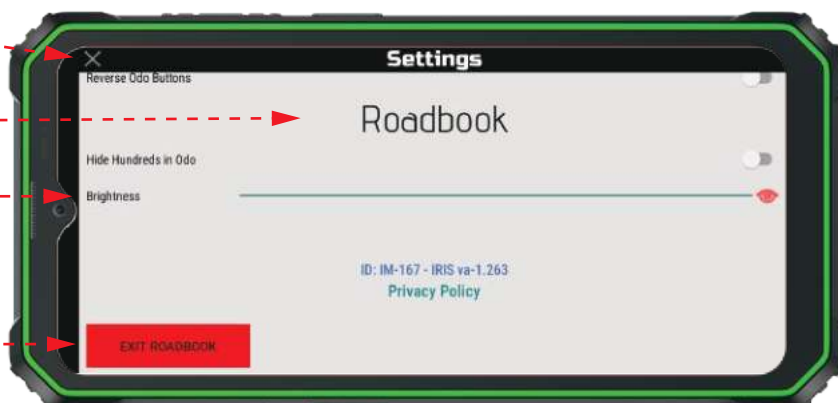 Settings
Reverse Odo Buttons
Roadbook
Hide Hundreds in Odo
Brightness
ID: IM-167 - IRIS va-1.263
Privacy Policy
EXIT ROADBOOK